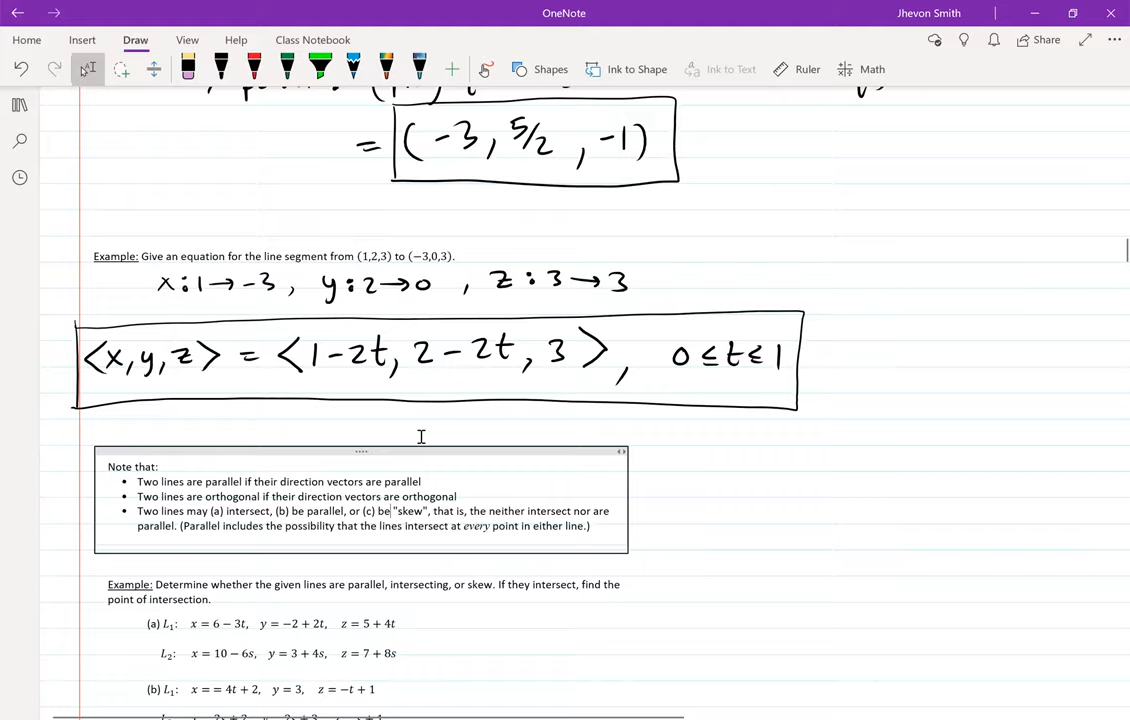 OneNote
Jhevon Smith
Home Insert Draw View Help Class Notebook
Share
Shapes Ink to Shape Ink to Text Ruler Math
= (-3, 5/2, -1)
Example: Give an equation for the line segment from (1,2,3) to (−3,0,3).
x: 1 → -3, y: 2 → 0, z: 3 → 3
<x, y, z> = <1 - 2t, 2 - 2t, 3>, 0 ≤ t ≤ 1
Note that:
• Two lines are parallel if their direction vectors are parallel
• Two lines are orthogonal if their direction vectors are orthogonal
• Two lines may (a) intersect, (b) be parallel, or (c) be "skew", that is, the neither intersect nor are
parallel. (Parallel includes the possibility that the lines intersect at every point in either line.)
Example: Determine whether the given lines are parallel, intersecting, or skew. If they intersect, find the
point of intersection.
(a) L₁: x = 6 − 3t, y = −2 + 2t, z = 5 + 4t
L₂: x = 10 − 6s, y = 3 + 4s, z = 7 + 8s
(b) L₁: x = = 4t + 2, y = 3, z = −t + 1